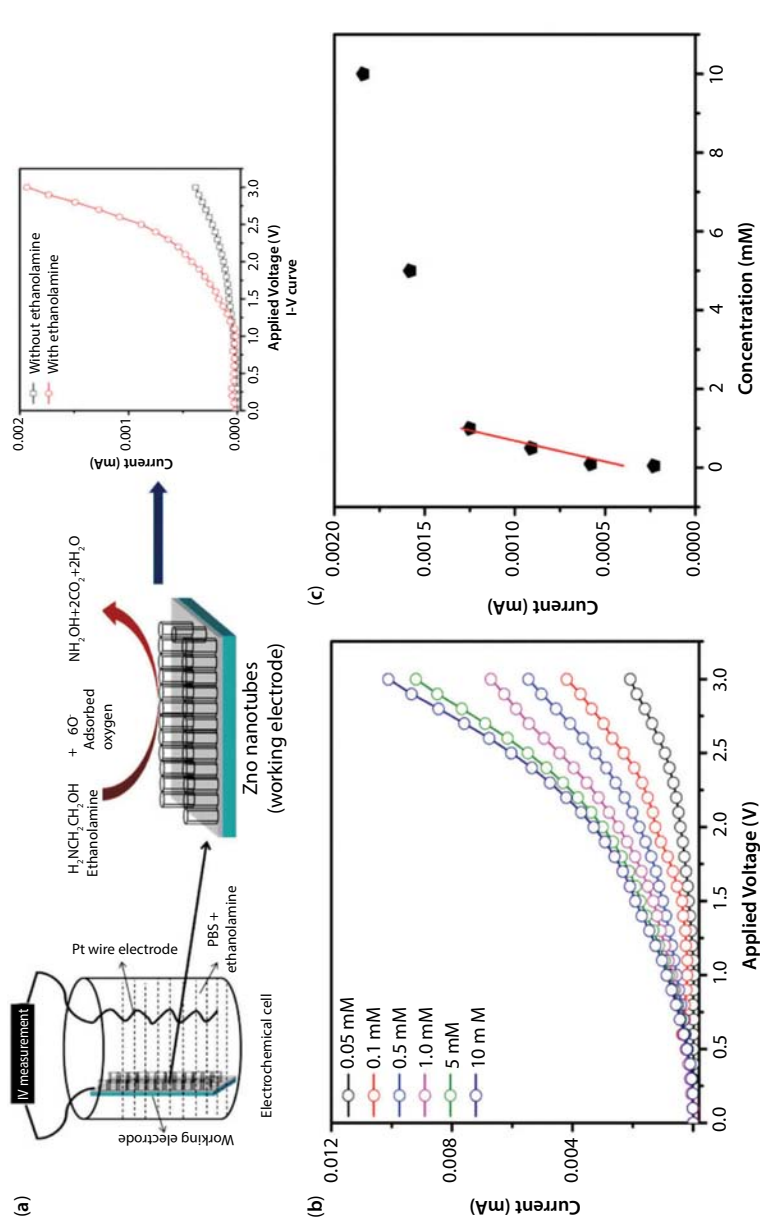 (a)
IV measurement
Pt wire electrode
PBS +
ethanolamine
Working electrode
Electrochemical cell
H2NCH2CH2OH + 6O-
Ethanolamine Adsorbed
oxygen
NH2OH+2CO2+2H2O
Zno nanotubes
(working electrode)
Without ethanolamine
With ethanolamine
0.002
0.001
0.000
Current (mA)
0.0 0.5 1.0 1.5 2.0 2.5 3.0
Applied Voltage (V)
I-V curve
(b)
0.05 mM
0.1 mM
0.5 mM
1.0 mM
5 mM
10 m M
0.012
0.008
0.004
Current (mA)
0.0 0.5 1.0 1.5 2.0 2.5 3.0
Applied Voltage (V)
(c)
0.0020
0.0015
0.0010
0.0005
0.0000
Current (mA)
0 2 4 6 8 10
Concentration (mM)